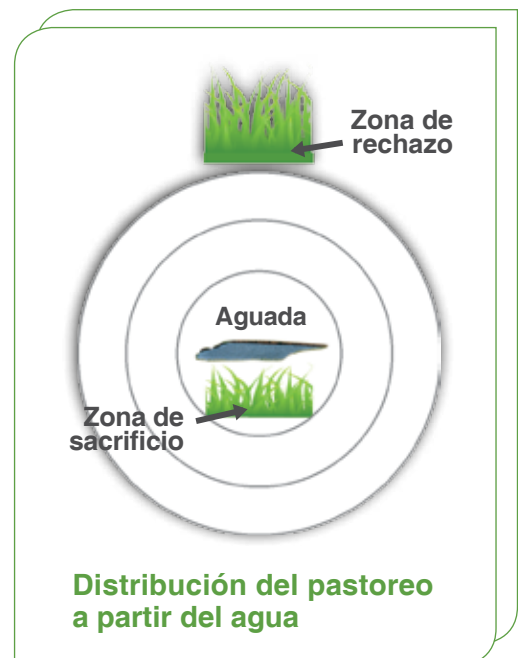 Zona de
rechazo
Aguada
Zona de
sacrificio
Distribución del pastoreo
a partir del agua